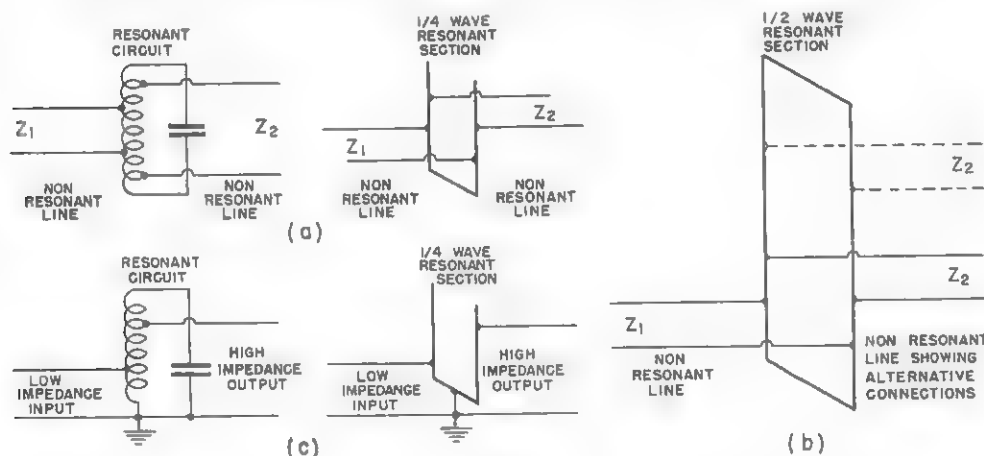 RESONANT
CIRCUIT
Z1
Z2
NON
RESONANT
LINE
NON
RESONANT
LINE
1/4 WAVE
RESONANT
SECTION
Z1
Z2
NON
RESONANT
LINE
NON
RESONANT
LINE
(a)
RESONANT
CIRCUIT
LOW
IMPEDANCE
INPUT
HIGH
IMPEDANCE
OUTPUT
1/4 WAVE
RESONANT
SECTION
LOW
IMPEDANCE
INPUT
HIGH
IMPEDANCE
OUTPUT
(c)
1/2 WAVE
RESONANT
SECTION
Z2
Z2
Z1
NON
RESONANT
LINE
NON RESONANT
LINE SHOWING
ALTERNATIVE
CONNECTIONS
(b)